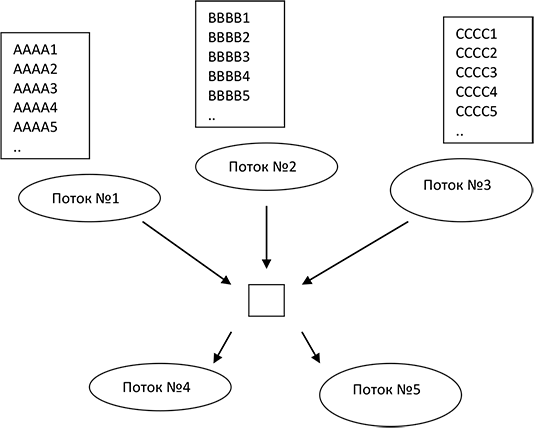 AAAA1
AAAA2
AAAA3
AAAA4
AAAA5
..
BBBB1
BBBB2
BBBB3
BBBB4
BBBB5
..
CCCC1
CCCC2
CCCC3
CCCC4
CCCC5
..
Поток №1
Поток №2
Поток №3
Поток №4
Поток №5